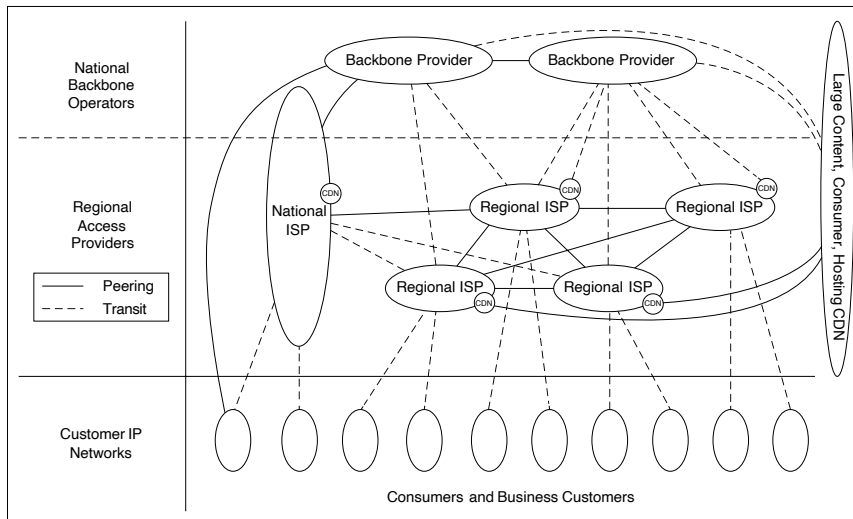 National
Backbone
Operators
Backbone Provider
Backbone Provider
Large Content, Consumer, Hosting CDN
Regional
Access
Providers
National
ISP
CDN
Regional ISP
CDN
Regional ISP
CDN
Regional ISP
CDN
Regional ISP
CDN
Peering
Transit
Customer IP
Networks
Consumers and Business Customers